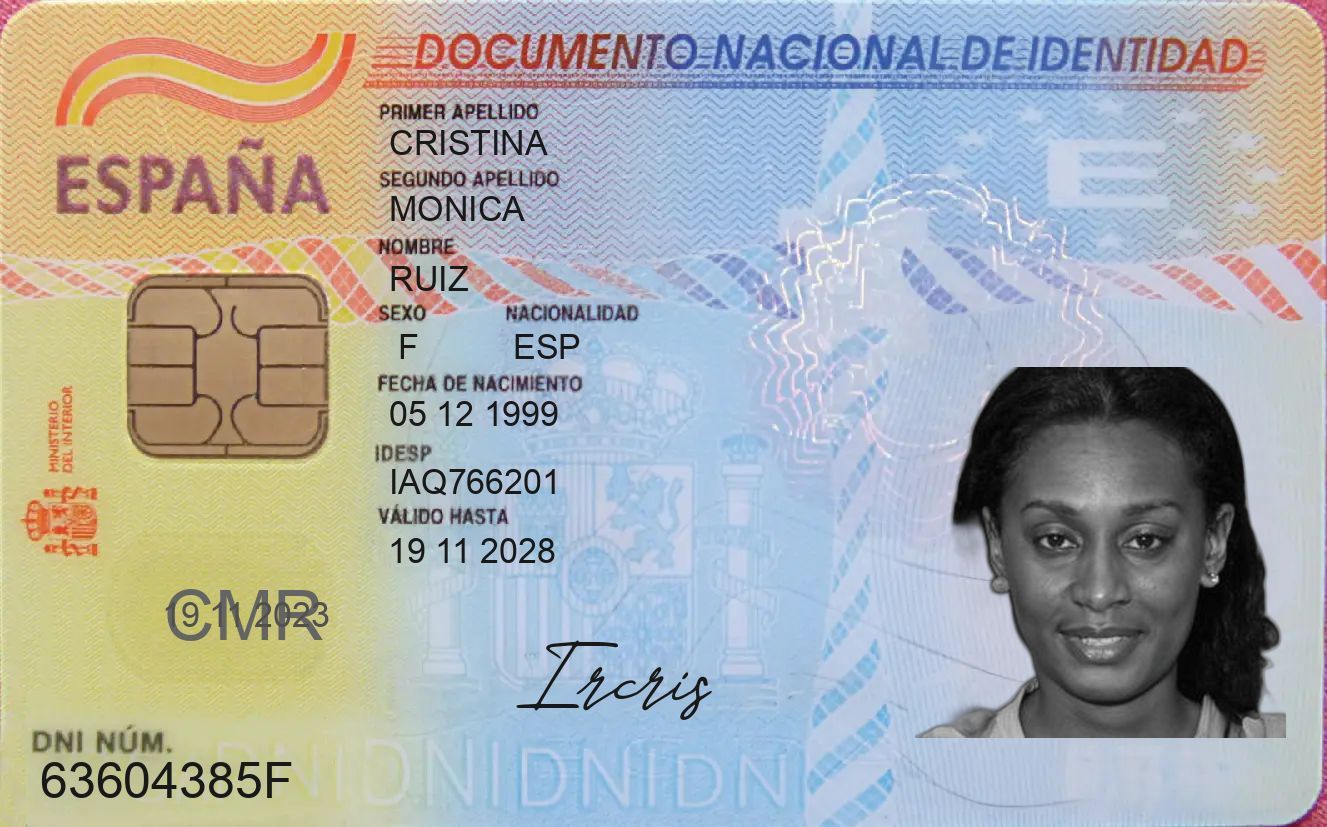 DOCUMENTO NACIONAL DE IDENTIDAD
ESPAÑA
PRIMER APELLIDO
CRISTINA
SEGUNDO APELLIDO
MONICA
NOMBRE
RUIZ
SEXO NACIONALIDAD
F ESP
FECHA DE NACIMIENTO
05 12 1999
IDESP
IAQ766201
VÁLIDO HASTA
19 11 2028
MINISTERIO
DEL INTERIOR
19 11 2023
CMR
Ircris
DNI NÚM.
63604385F
DNIDNIDNIDNI
E